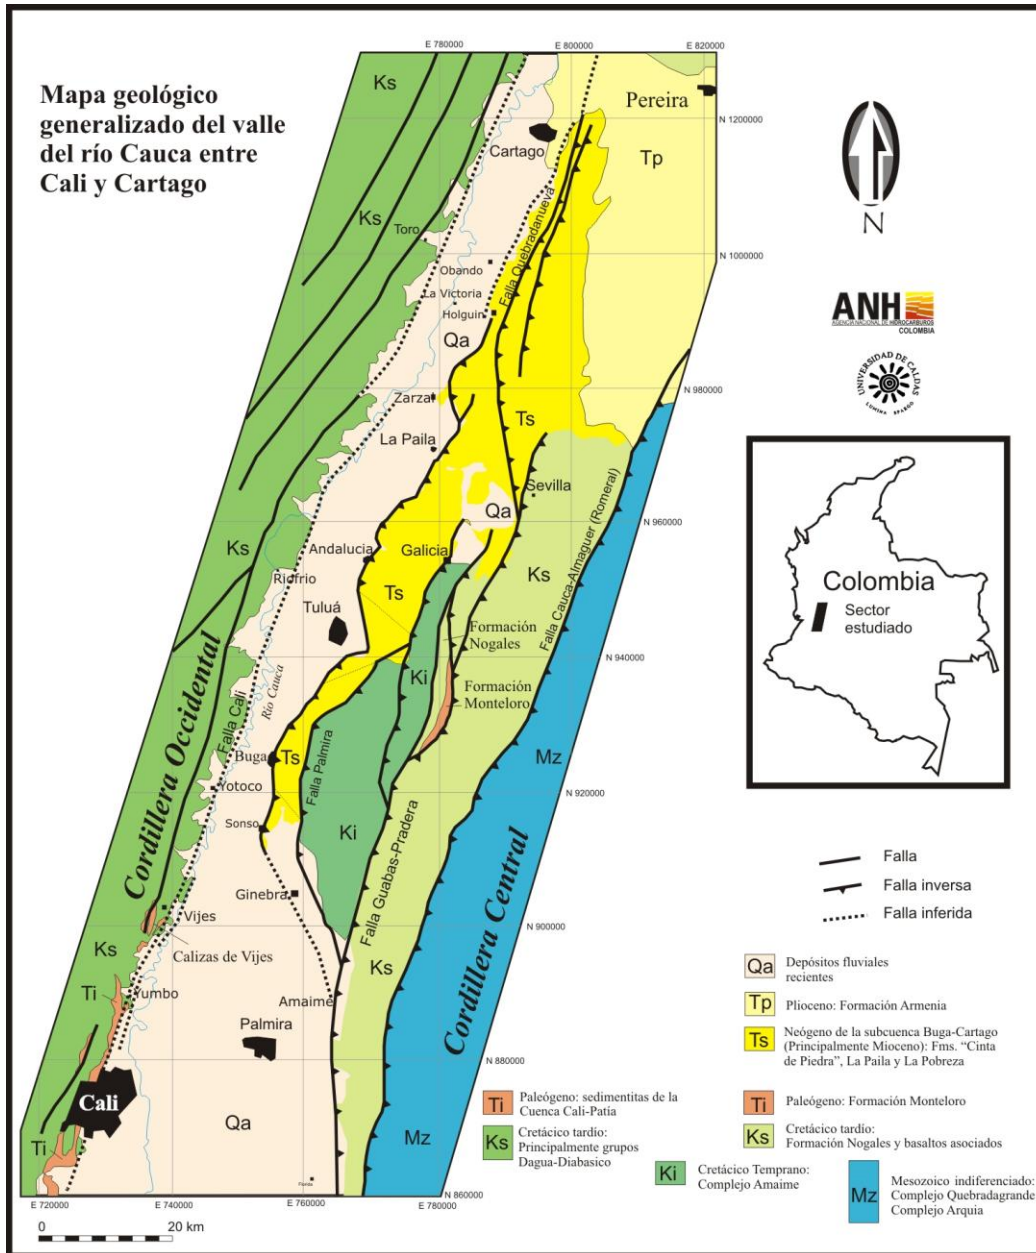 Mapa geológico
generalizado del valle
del río Cauca entre
Cali y Cartago
E 780000
E 800000
E 820000
Ks
Pereira
N 1200000
Cartago
Tp
N
Ks
Toro
Falla Quebradanueva
N 1000000
Obando
La Victoria
Holguin
Qa
ANH
AGENCIA NACIONAL DE HIDROCARBUROS
COLOMBIA
UNIVERSIDAD DE CALDAS
LUMINA SPARGO
N 980000
Zarzal
Ts
La Paila
Sevilla
Qa
N 960000
Ks
Andalucia
Galicia
Ks
Falla Cauca-Almaguer (Romeral)
Riofrio
Ts
Tuluá
Formación
Nogales
Colombia
Sector
estudiado
N 940000
Ki
Formación
Monteloro
Río Cauca
Falla Cali
Cordillera Occidental
Mz
Buga
Ts
Falla Palmira
Yotoco
N 920000
Sonso
Ki
Falla Guabas-Pradera
Cordillera Central
Ginebra
Vijes
N 900000
Ks
Calizas de Vijes
Ks
Ti
Yumbo
Amaime
Palmira
N 880000
Cali
Qa
Mz
Ti
N 860000
E 720000
E 740000
E 760000
E 780000
0
20 km
Falla
Falla inversa
Falla inferida
Qa
Depósitos fluviales
recientes
Tp
Plioceno: Formación Armenia
Ts
Neógeno de la subcuenca Buga-Cartago
(Principalmente Mioceno): Fms. “Cinta
de Piedra”, La Paila y La Pobreza
Ti
Paleógeno: sedimentitas de la
Cuenca Cali-Patía
Ti
Paleógeno: Formación Monteloro
Ks
Cretácico tardío:
Principalmente grupos
Dagua-Diabasico
Ks
Cretácico tardío:
Formación Nogales y basaltos asociados
Ki
Cretácico Temprano:
Complejo Amaime
Mz
Mesozoico indiferenciado:
Complejo Quebradagrande
Complejo Arquia